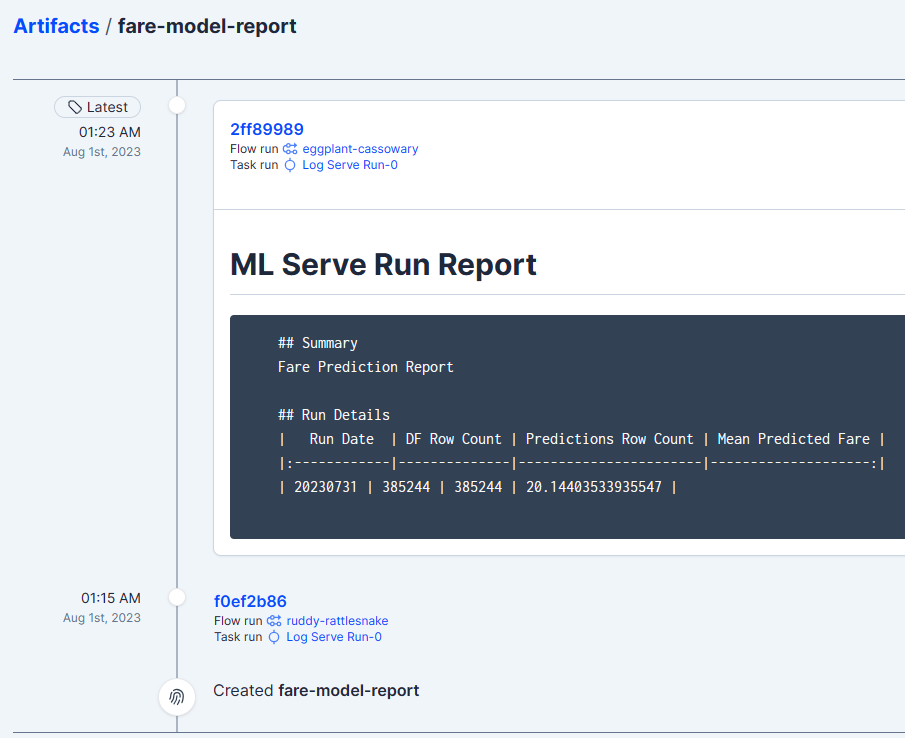 Artifacts / fare-model-report
Latest
01:23 AM
Aug 1st, 2023
2ff89989
Flow run eggplant-cassowary
Task run Log Serve Run-0
ML Serve Run Report
## Summary
Fare Prediction Report
## Run Details
|   Run Date  | DF Row Count | Predictions Row Count | Mean Predicted Fare |
|:------------|--------------|-----------------------|--------------------:|
| 20230731 | 385244 | 385244 | 20.14403533935547 |
01:15 AM
Aug 1st, 2023
f0ef2b86
Flow run ruddy-rattlesnake
Task run Log Serve Run-0
Created fare-model-report